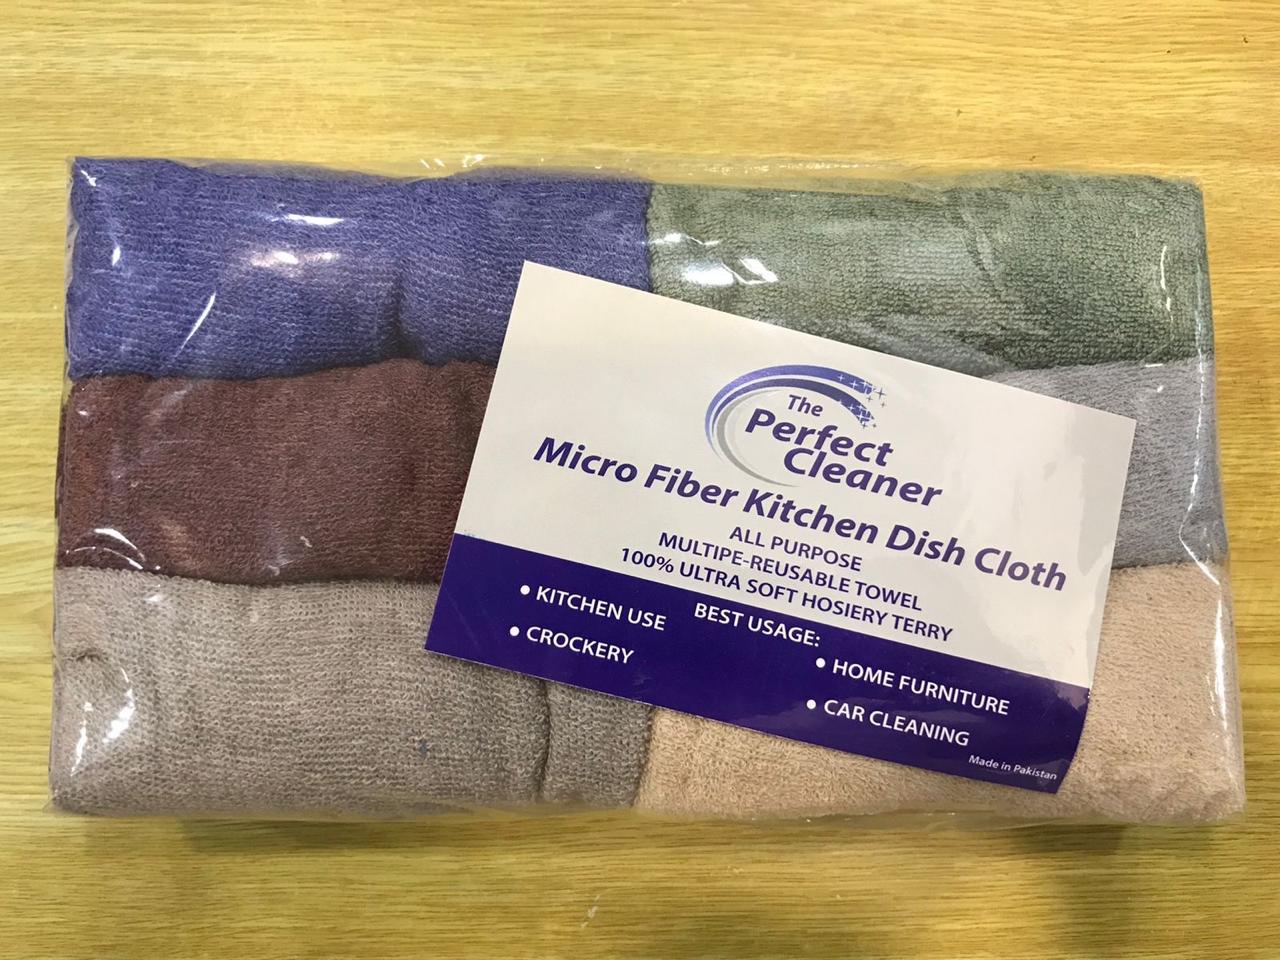 The
Perfect
Cleaner
Micro Fiber Kitchen Dish Cloth
ALL PURPOSE
MULTIPE-REUSABLE TOWEL
100% ULTRA SOFT HOSIERY TERRY
BEST USAGE:
• KITCHEN USE
• CROCKERY
• HOME FURNITURE
• CAR CLEANING
Made in Pakistan